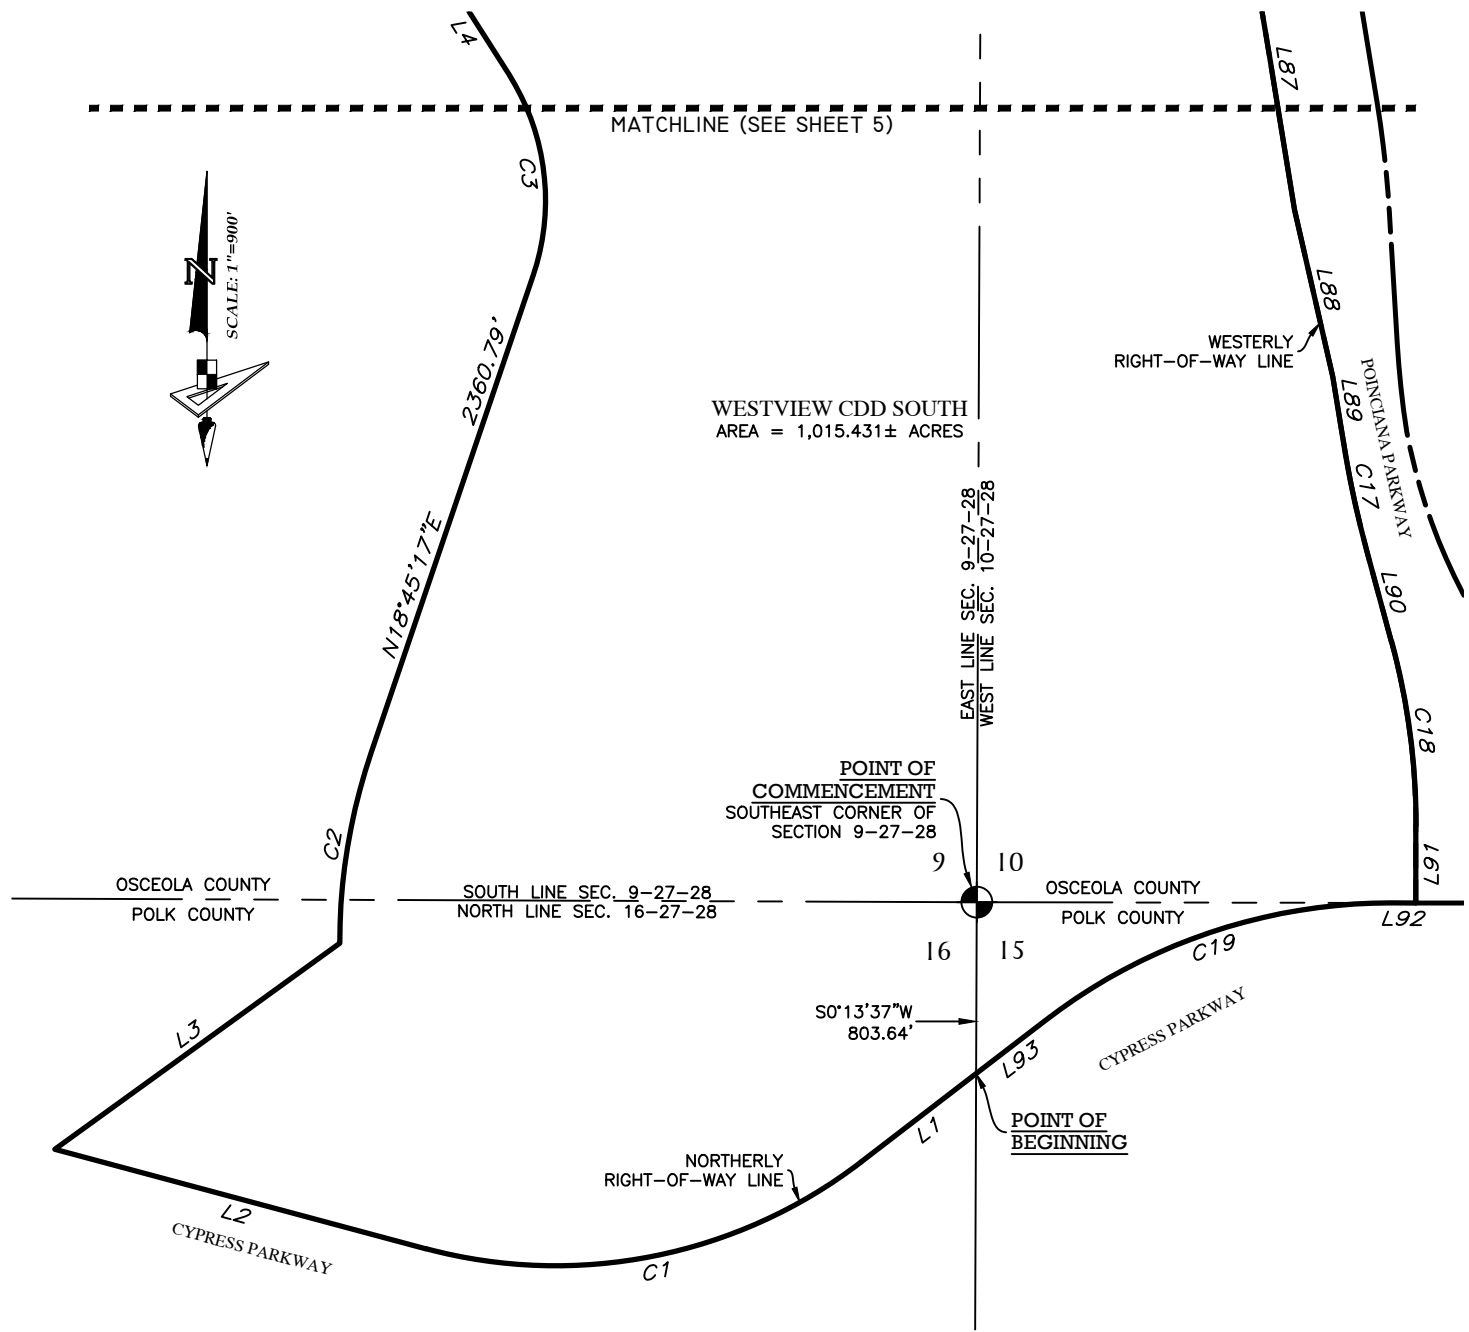 L4
L87
MATCHLINE (SEE SHEET 5)
C3
N
SCALE: 1"=900'
L88
WESTERLY
RIGHT-OF-WAY LINE
2360.79'
POINCIANA PARKWAY
L89
WESTVIEW CDD SOUTH
AREA = 1,015.431± ACRES
C17
EAST LINE SEC. 9-27-28
WEST LINE SEC. 10-27-28
N18°45'17"E
L90
C18
POINT OF
COMMENCEMENT
SOUTHEAST CORNER OF
SECTION 9-27-28
C2
9
10
L67
OSCEOLA COUNTY
POLK COUNTY
SOUTH LINE SEC. 9-27-28
NORTH LINE SEC. 16-27-28
OSCEOLA COUNTY
POLK COUNTY
L92
16
15
C19
L3
S0°13'37"W
803.64'
CYPRESS PARKWAY
L93
L1
POINT OF
BEGINNING
NORTHERLY
RIGHT-OF-WAY LINE
L2
CYPRESS PARKWAY
C1